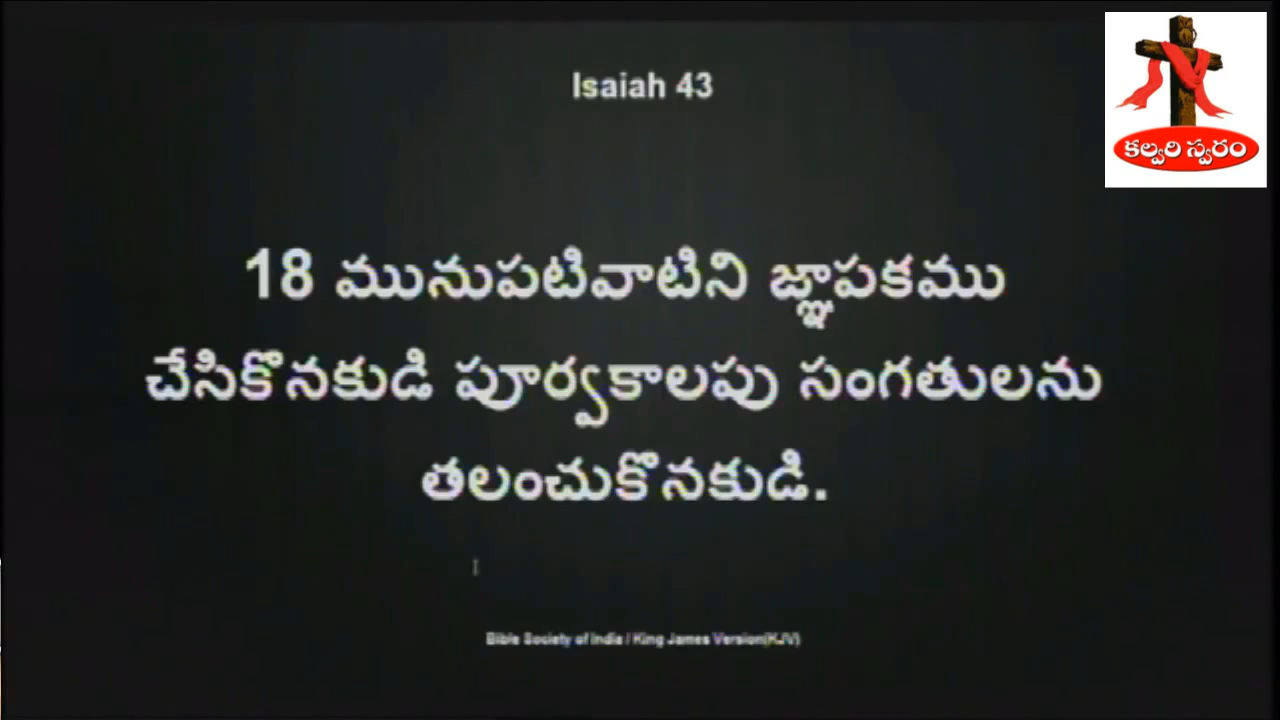 Isaiah 43
కల్వరి స్వరం
18 మునుపటివాటిని జ్ఞాపకము
చేసికొనకుడి పూర్వకాలపు సంగతులను
తలంచుకొనకుడి.
Bible Society of India / King James Version(KJV)